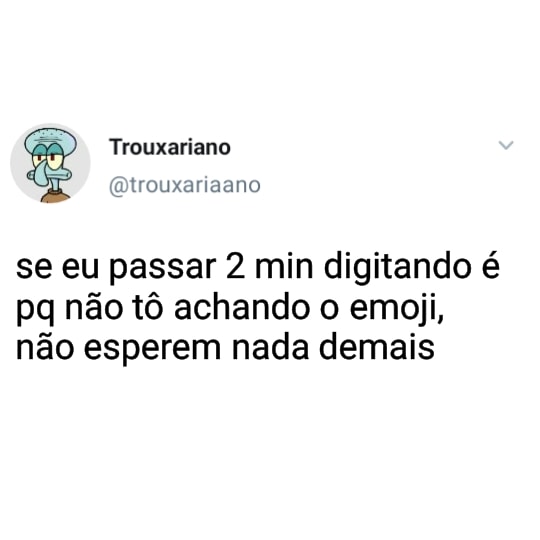 Trouxariano
@trouxariaano
se eu passar 2 min digitando é
pq não tô achando o emoji,
não esperem nada demais